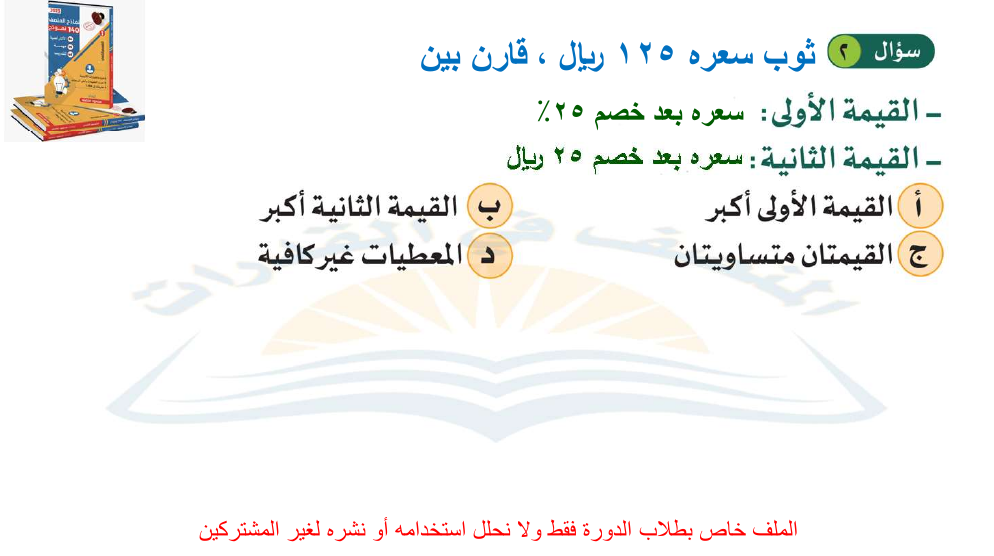 سؤال ٢ ثوب سعره ١٢٥ ريال ، قارن بين
- القيمة الأولى: سعره بعد خصم ٢٥٪
- القيمة الثانية: سعره بعد خصم ٢٥ ريال
أ القيمة الأولى أكبر ب القيمة الثانية أكبر
ج القيمتان متساويتان د المعطيات غير كافية
الملف خاص بطلاب الدورة فقط ولا نحلل استخدامه أو نشره لغير المشتركين